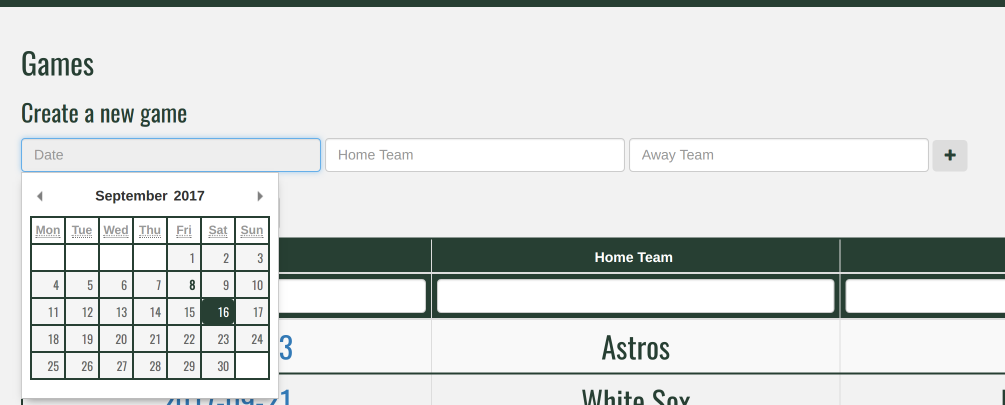 Games
Create a new game
Date Home Team Away Team +
September 2017
Mon Tue Wed Thu Fri Sat Sun
1 2 3
4 5 6 7 8 9 10
11 12 13 14 15 16 17
18 19 20 21 22 23 24
25 26 27 28 29 30
Home Team
3 Astros
White Sox